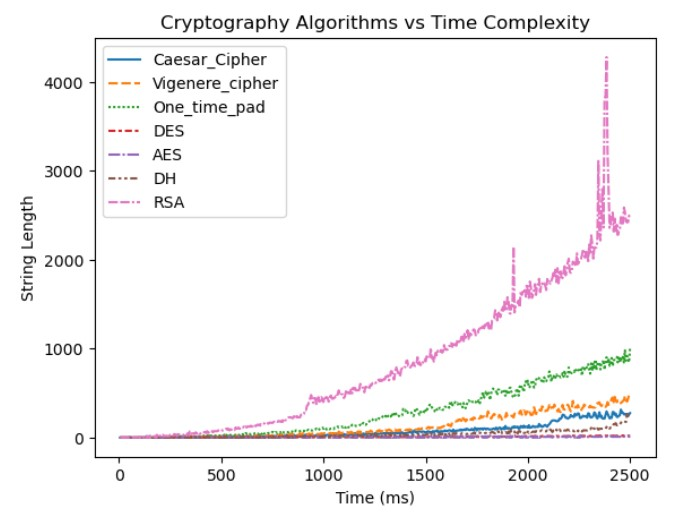 Cryptography Algorithms vs Time Complexity
Caesar_Cipher
Vigenere_cipher
One_time_pad
DES
AES
DH
RSA
4000
3000
2000
1000
0
String Length
0 500 1000 1500 2000 2500
Time (ms)